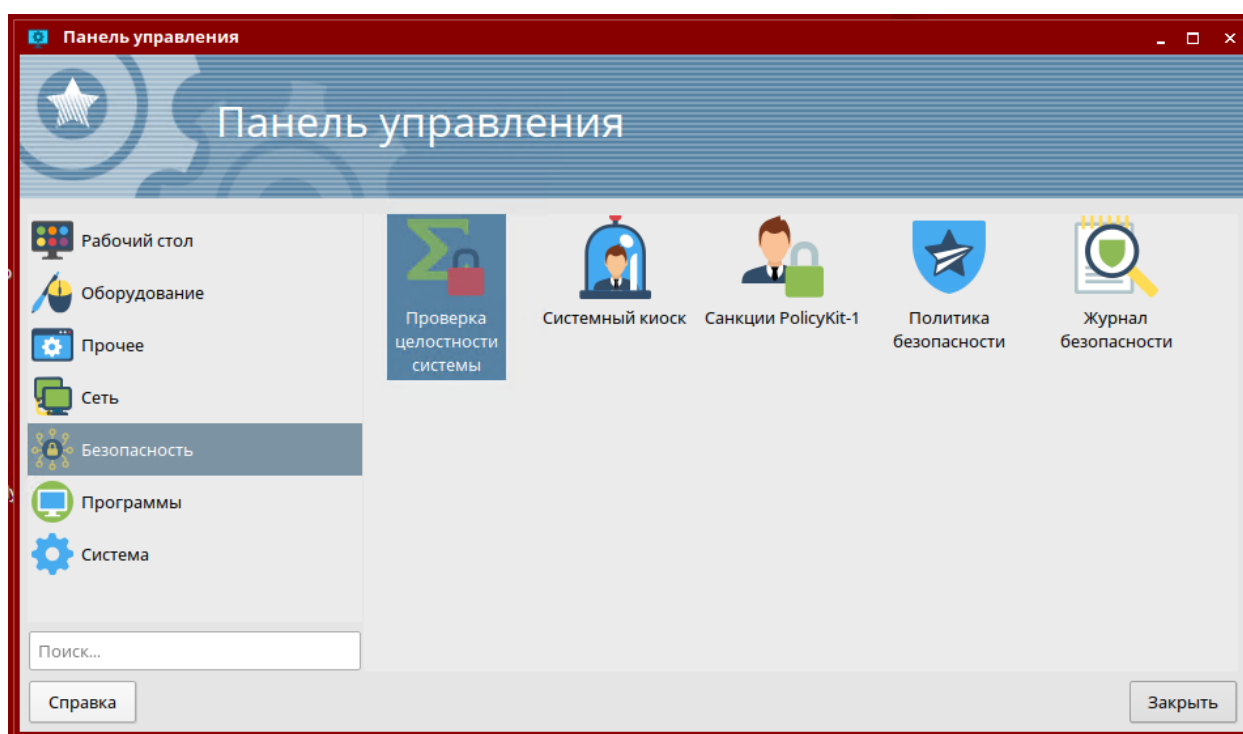 Панель управления
Панель управления
Рабочий стол
Оборудование
Прочее
Сеть
Безопасность
Программы
Система
Проверка
целостности
системы
Системный киоск
Санкции PolicyKit-1
Политика
безопасности
Журнал
безопасности
Поиск...
Справка
Закрыть